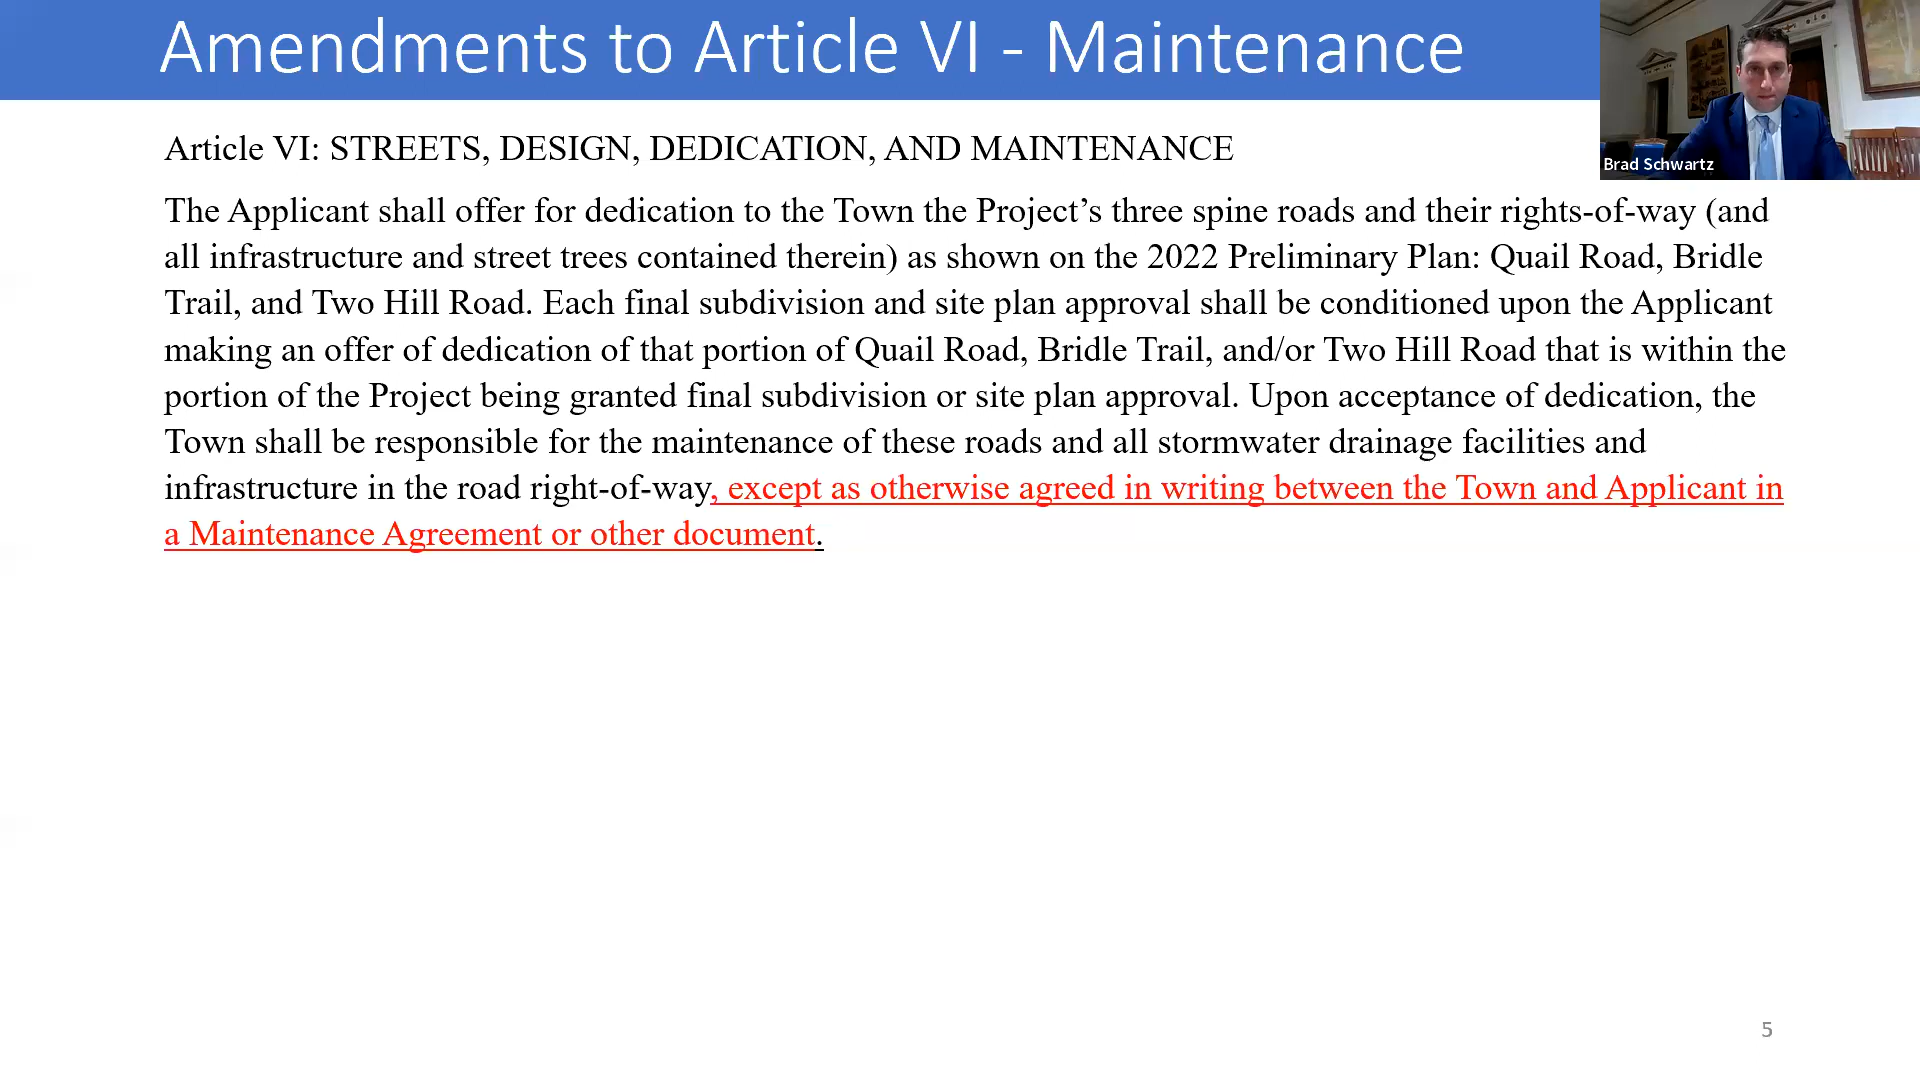 Amendments to Article VI - Maintenance
Brad Schwartz
Article VI: STREETS, DESIGN, DEDICATION, AND MAINTENANCE
The Applicant shall offer for dedication to the Town the Project’s three spine roads and their rights-of-way (and
all infrastructure and street trees contained therein) as shown on the 2022 Preliminary Plan: Quail Road, Bridle
Trail, and Two Hill Road. Each final subdivision and site plan approval shall be conditioned upon the Applicant
making an offer of dedication of that portion of Quail Road, Bridle Trail, and/or Two Hill Road that is within the
portion of the Project being granted final subdivision or site plan approval. Upon acceptance of dedication, the
Town shall be responsible for the maintenance of these roads and all stormwater drainage facilities and
infrastructure in the road right-of-way, except as otherwise agreed in writing between the Town and Applicant in
a Maintenance Agreement or other document.
5